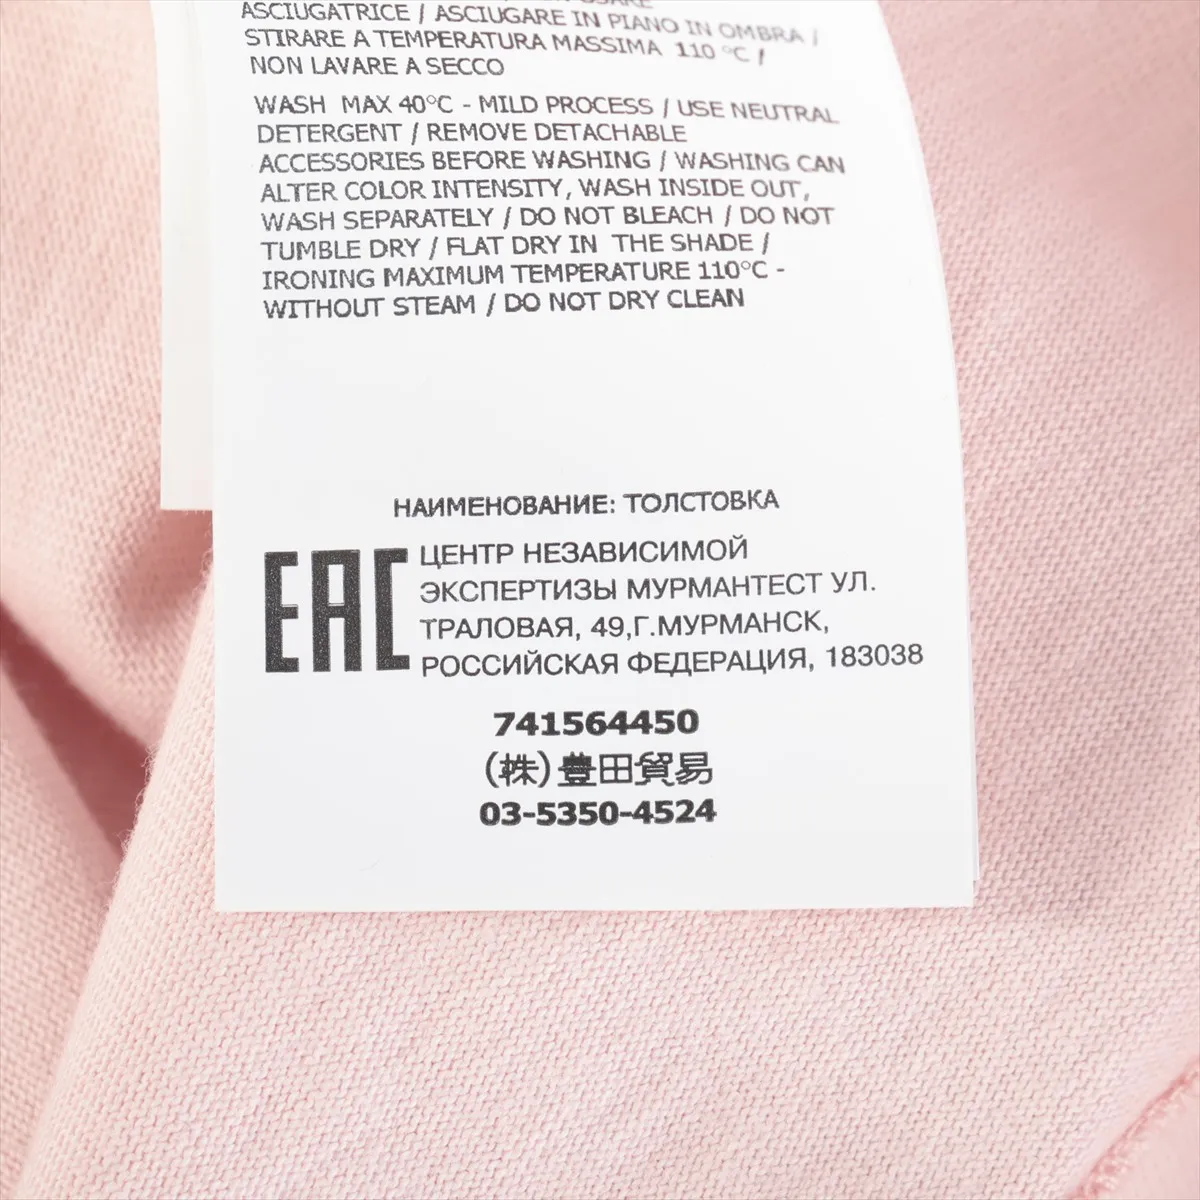 ASCIUGATRICE / ASCIUGARE IN PIANO IN OMBRA /
STIRARE A TEMPERATURA MASSIMA 110 °C /
NON LAVARE A SECCO
WASH MAX 40°C - MILD PROCESS / USE NEUTRAL
DETERGENT / REMOVE DETACHABLE
ACCESSORIES BEFORE WASHING / WASHING CAN
ALTER COLOR INTENSITY, WASH INSIDE OUT,
WASH SEPARATELY / DO NOT BLEACH / DO NOT
TUMBLE DRY / FLAT DRY IN THE SHADE /
IRONING MAXIMUM TEMPERATURE 110°C -
WITHOUT STEAM / DO NOT DRY CLEAN
НАИМЕНОВАНИЕ: ТОЛСТОВКА
EAC
ЦЕНТР НЕЗАВИСИМОЙ
ЭКСПЕРТИЗЫ МУРМАНТЕСТ УЛ.
ТРАЛОВАЯ, 49,Г.МУРМАНСК,
РОССИЙСКАЯ ФЕДЕРАЦИЯ, 183038
741564450
(株)豊田貿易
03-5350-4524